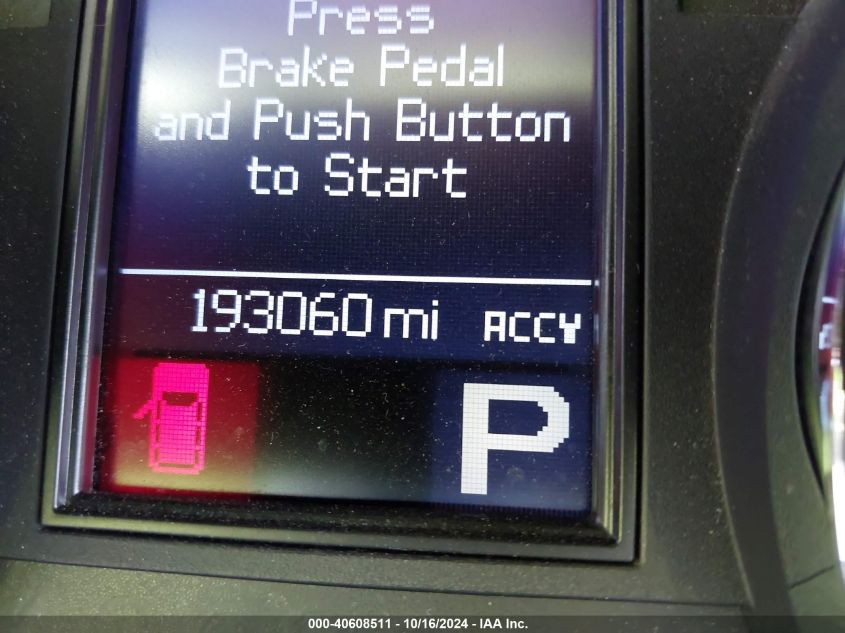 Press
Brake Pedal
and Push Button
to Start
193060 mi ACCY
P
000-40608511 - 10/16/2024 - IAA Inc.